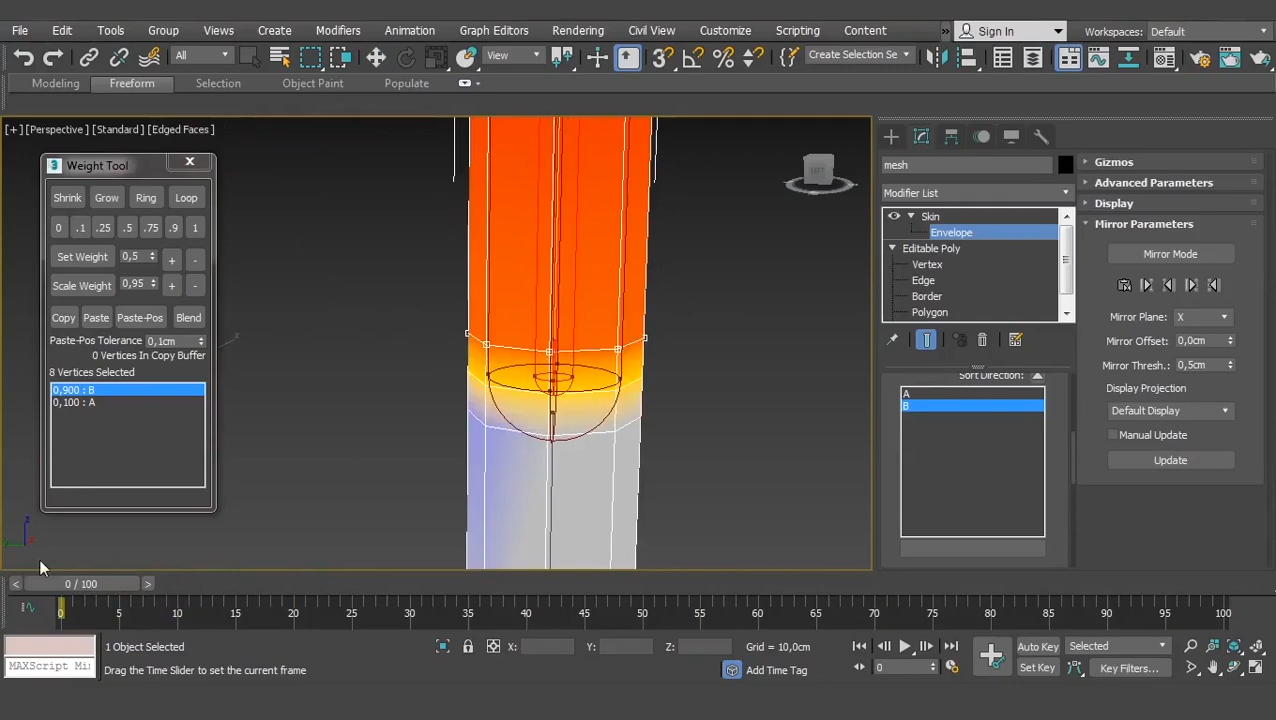 File Edit Tools Group Views Create Modifiers Animation Graph Editors Rendering Civil View Customize Scripting Content » Sign In Workspaces: Default
All View 3 % Create Selection Se
Modeling Freeform Selection Object Paint Populate
[+] [Perspective] [Standard] [Edged Faces]
3 Weight Tool
Shrink Grow Ring Loop
0 .1 .25 .5 .75 .9 1
Set Weight 0,5 + -
Scale Weight 0,95 + -
Copy Paste Paste-Pos Blend
Paste-Pos Tolerance 0,1cm
0 Vertices In Copy Buffer
8 Vertices Selected
0,900 : B
0,100 : A
LEFT
mesh
Modifier List
Skin
Envelope
Editable Poly
Vertex
Edge
Border
Polygon
Sort Direction:
A
B
Gizmos
Advanced Parameters
Display
Mirror Parameters
Mirror Mode
Mirror Plane: X
Mirror Offset: 0,0cm
Mirror Thresh.: 0,5cm
Display Projection
Default Display
Manual Update
Update
< 0 / 100 >
0 5 10 15 20 25 30 35 40 45 50 55 60 65 70 75 80 85 90 95 100
1 Object Selected X: Y: Z: Grid = 10,0cm Auto Key Selected
MAXScript Mi
Drag the Time Slider to set the current frame Add Time Tag 0 Set Key Key Filters...